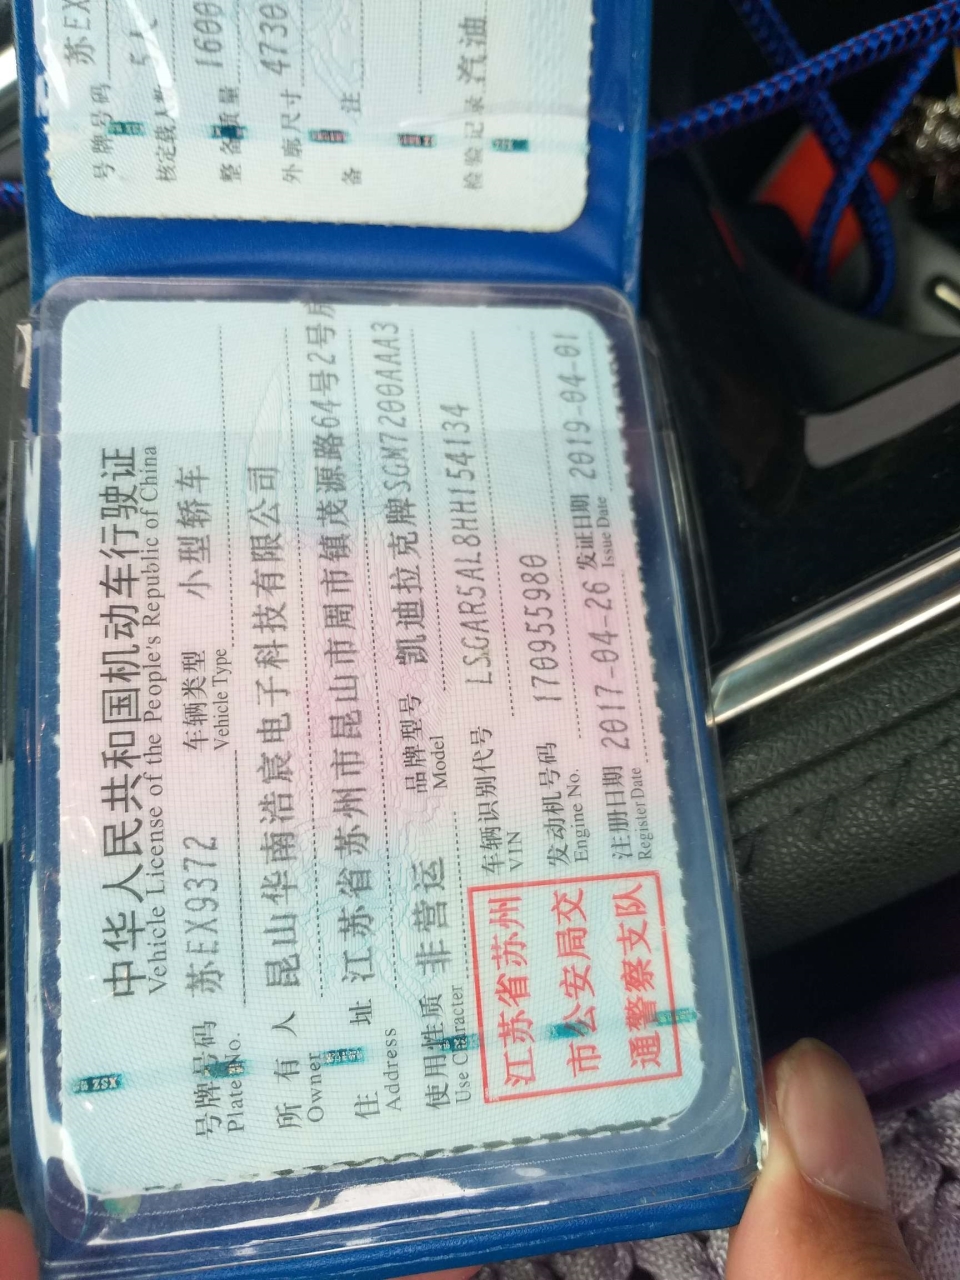 中华人民共和国机动车行驶证
Vehicle License of the People's Republic of China
号牌号码 苏EX9372 车辆类型 小型轿车
Plate No. Vehicle Type
所有人 昆山华南浩宸电子科技有限公司
Owner
住址 江苏省苏州市昆山市周市镇茂源路64号2号房
Address
使用性质 非营运 品牌型号 凯迪拉克牌SGM7200AAA3
Use Character Model
车辆识别代号 LSGAR5AL8HH154134
VIN
发动机号码 170955980
Engine No.
注册日期 2017-04-26 发证日期 2019-04-01
Register Date Issue Date
江苏省苏州
市公安局交
通警察支队
号牌号码 苏EX
核定载人数 5人
整备质量 1600
外廓尺寸 4730
备注
检验记录 汽油